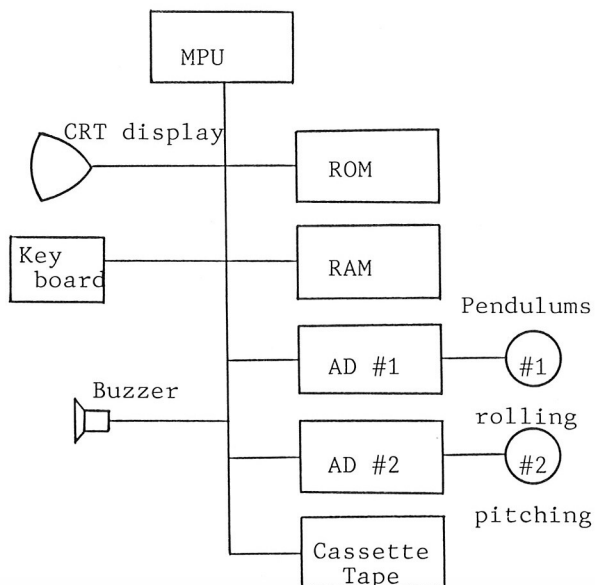 MPU
CRT display
ROM
Key
board
RAM
Pendulums
AD #1
#1
Buzzer
rolling
AD #2
#2
pitching
Cassette
Tape